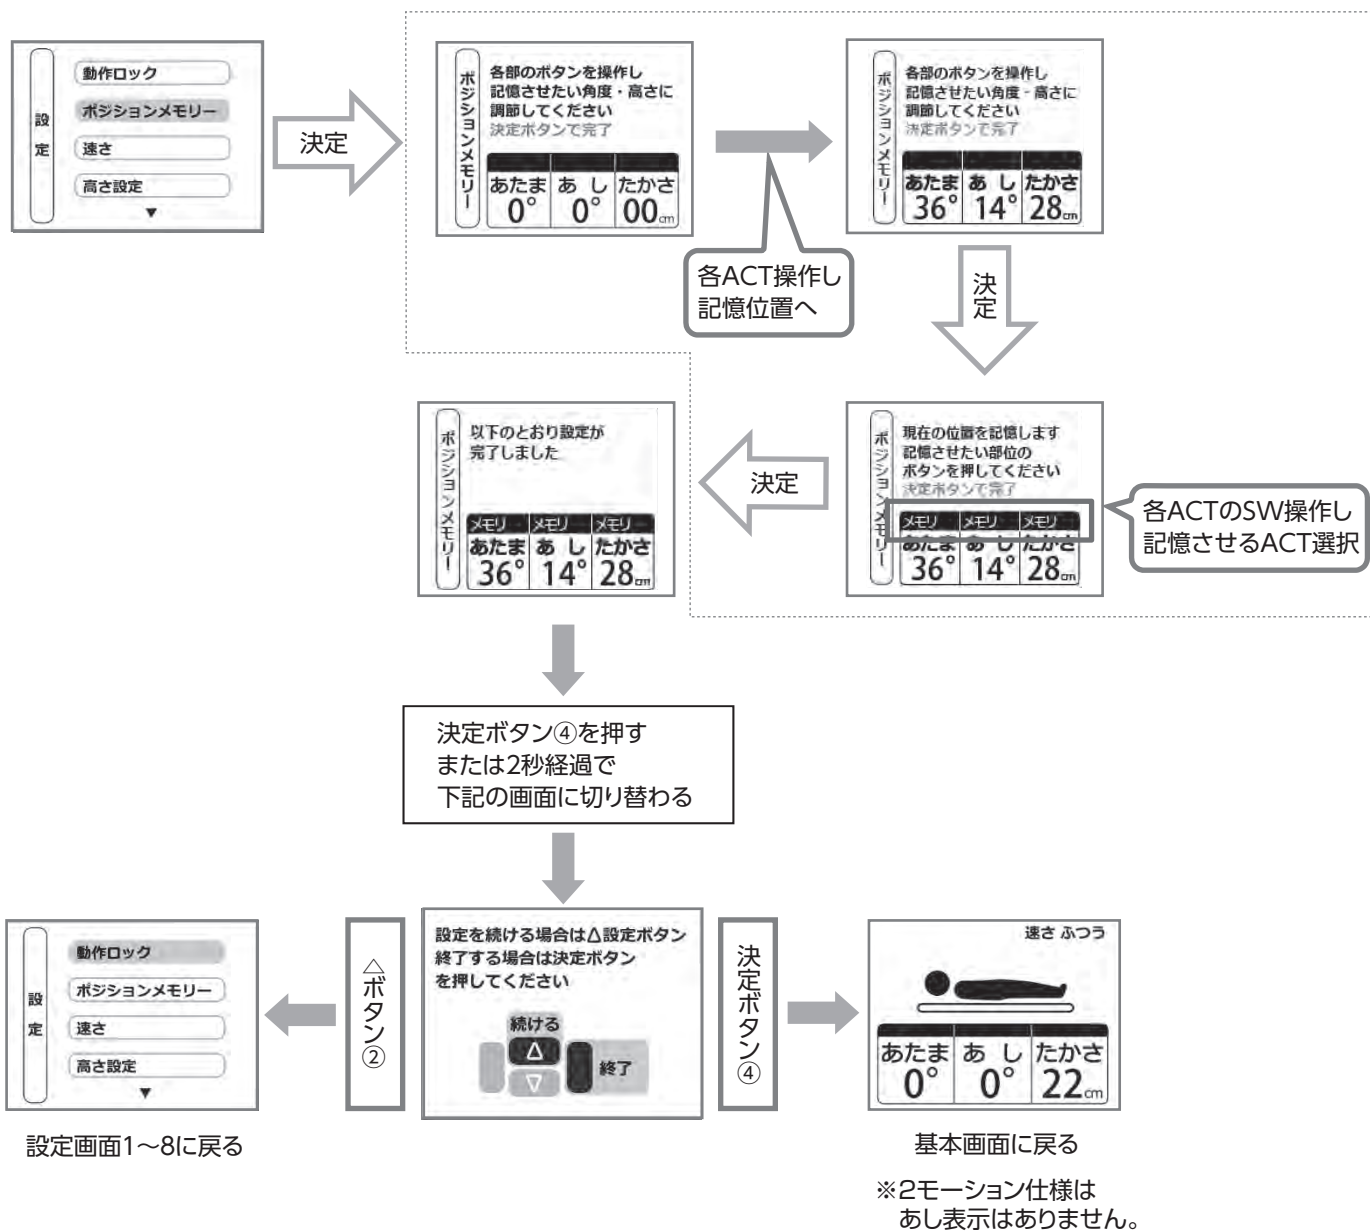 設定
動作ロック
ポジションメモリー
速さ
高さ設定
▼
決定
ポジションメモリー
各部のボタンを操作し
記憶させたい角度・高さに
調節してください
決定ボタンで完了
あたま あ し たかさ
0° 0° 00cm
各ACT操作し
記憶位置へ
ポジションメモリー
各部のボタンを操作し
記憶させたい角度・高さに
調節してください
決定ボタンで完了
あたま あ し たかさ
36° 14° 28cm
決定
ポジションメモリー
現在の位置を記憶します
記憶させたい部位の
ボタンを押してください
決定ボタンで完了
メモリ メモリ メモリ
あたま あ し たかさ
36° 14° 28cm
各ACTのSW操作し
記憶させるACT選択
決定
ポジションメモリー
以下のとおり設定が
完了しました
メモリ メモリ メモリ
あたま あ し たかさ
36° 14° 28cm
決定ボタン④を押す
または2秒経過で
下記の画面に切り替わる
設定を続ける場合は△設定ボタン
終了する場合は決定ボタン
を押してください
続ける
△
▽
終了
△ボタン②
設定
動作ロック
ポジションメモリー
速さ
高さ設定
▼
設定画面1~8に戻る
決定ボタン④
速さ ふつう
あたま あ し たかさ
0° 0° 22cm
基本画面に戻る
※2モーション仕様は
あし表示はありません。